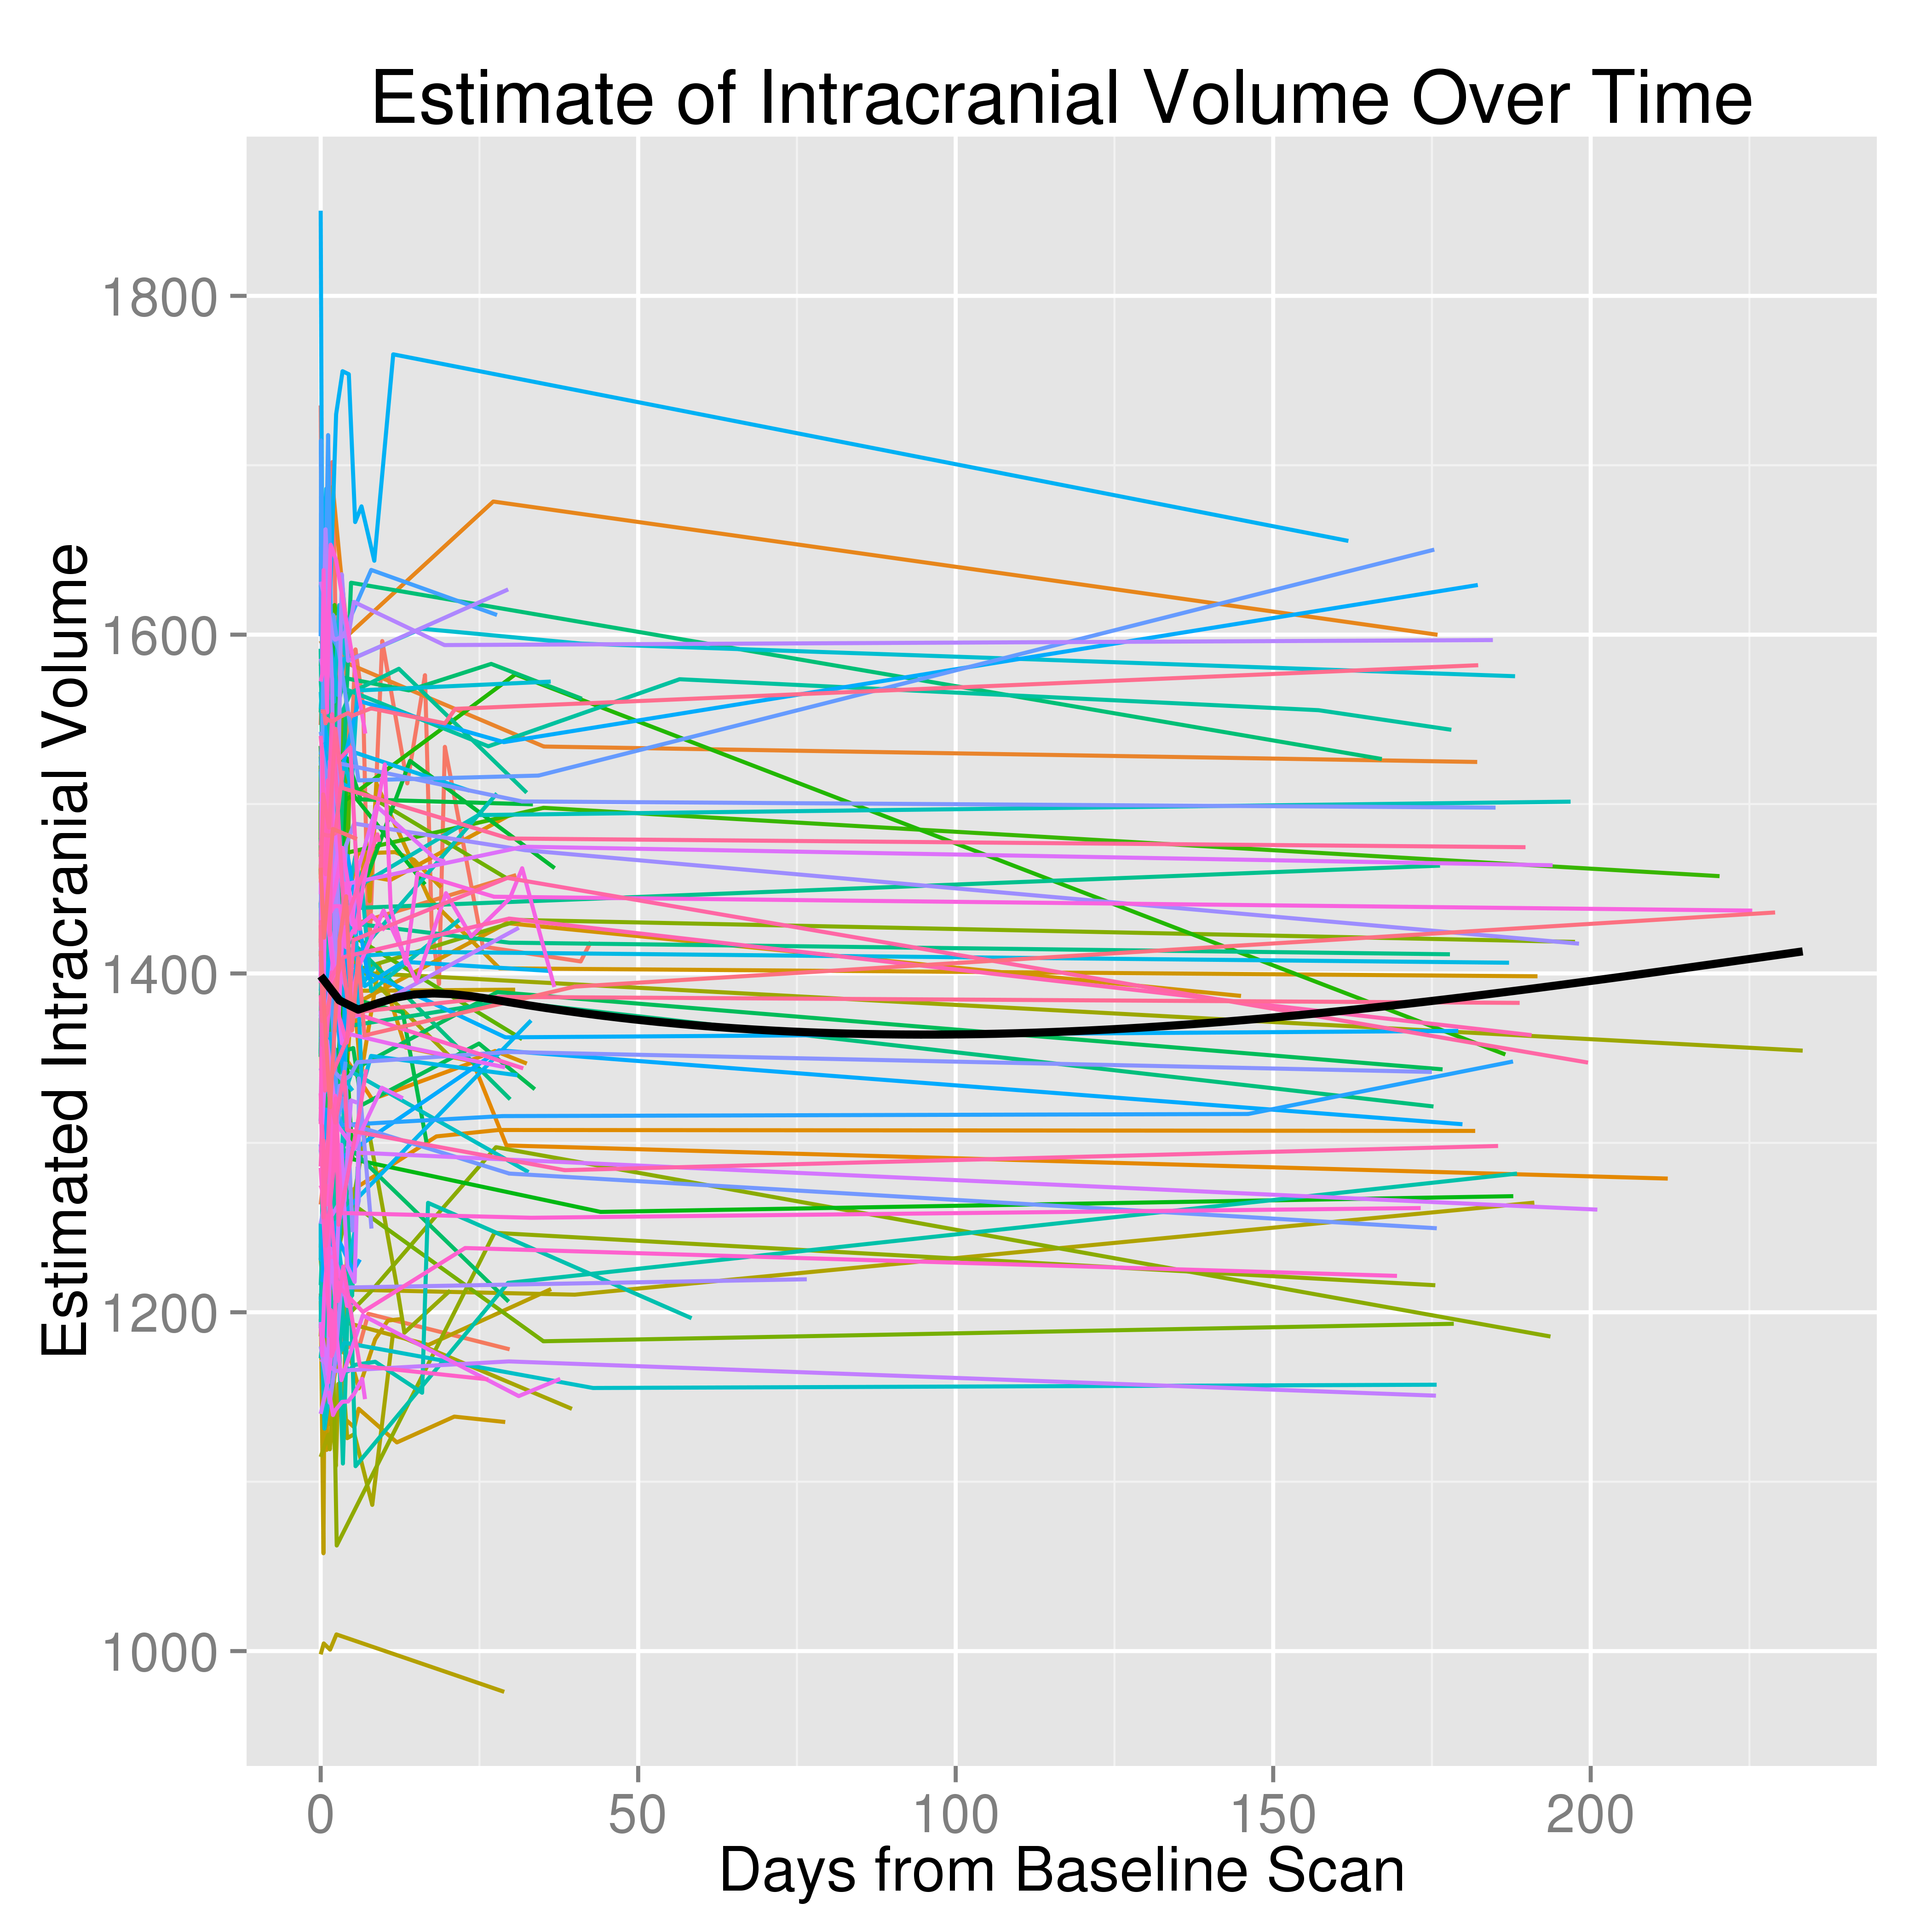 Estimate of Intracranial Volume Over Time
Estimated Intracranial Volume
1800
1600
1400
1200
1000
0 50 100 150 200
Days from Baseline Scan